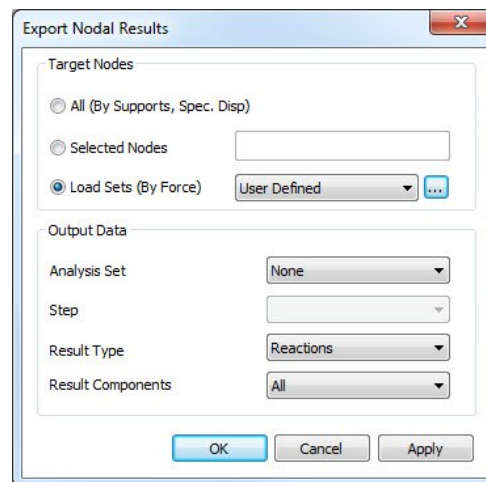 Export Nodal Results
Target Nodes
All (By Supports, Spec. Disp)
Selected Nodes
Load Sets (By Force) User Defined ...
Output Data
Analysis Set None
Step
Result Type Reactions
Result Components All
OK Cancel Apply